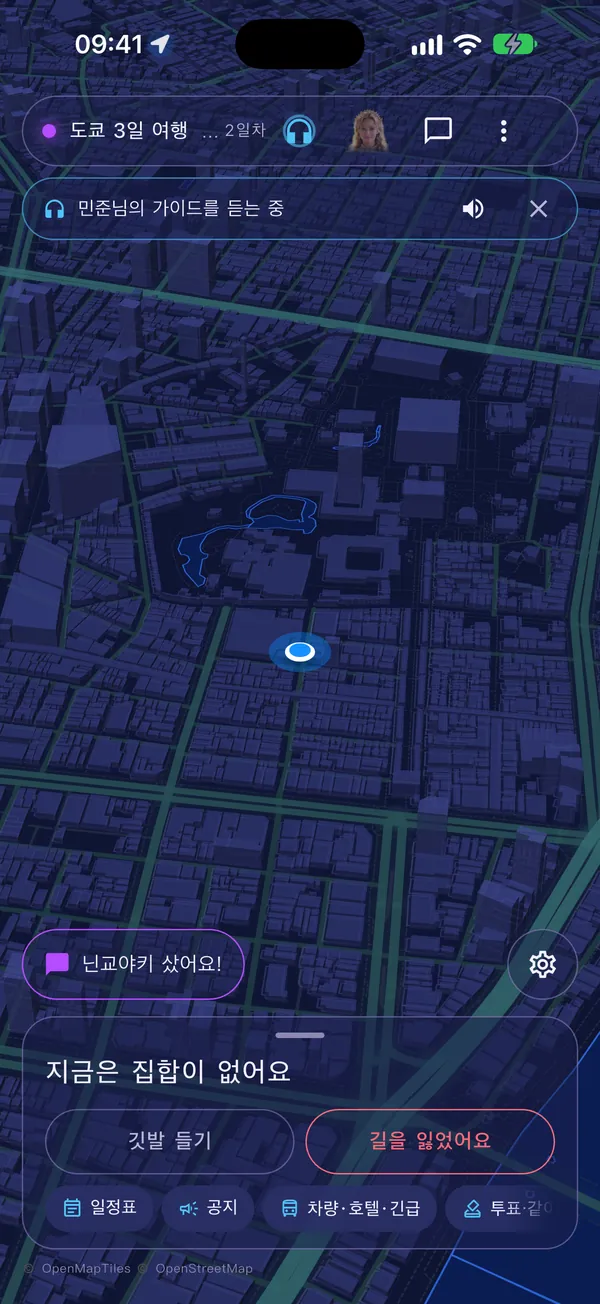 09:41
도쿄 3일 여행 ... 2일차
민준님의 가이드를 듣는 중
닌교야키 샀어요!
지금은 집합이 없어요
깃발 들기
길을 잃었어요
일정표
공지
차량·호텔·긴급
투표·같이
© OpenMapTiles © OpenStreetMap